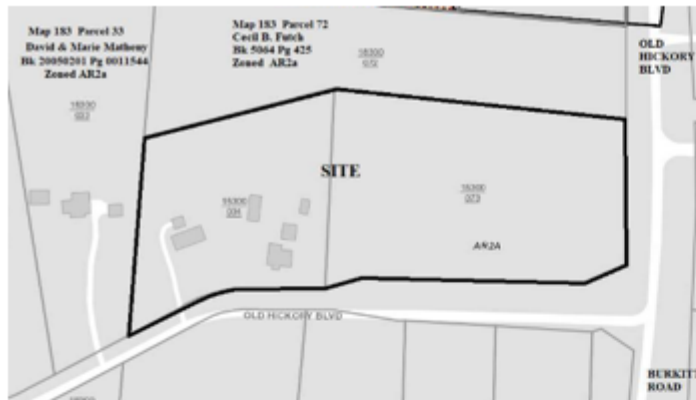 Map 183 Parcel 33
David & Marie Matheny
Bk 20050201 Pg 0011544
Zoned AR2a
Map 183 Parcel 72
Cecil B. Futch
Bk 5064 Pg 425
Zoned AR2a
OLD
HICKORY
BLVD
SITE
AR2A
OLD HICKORY BLVD
BURKITT
ROAD